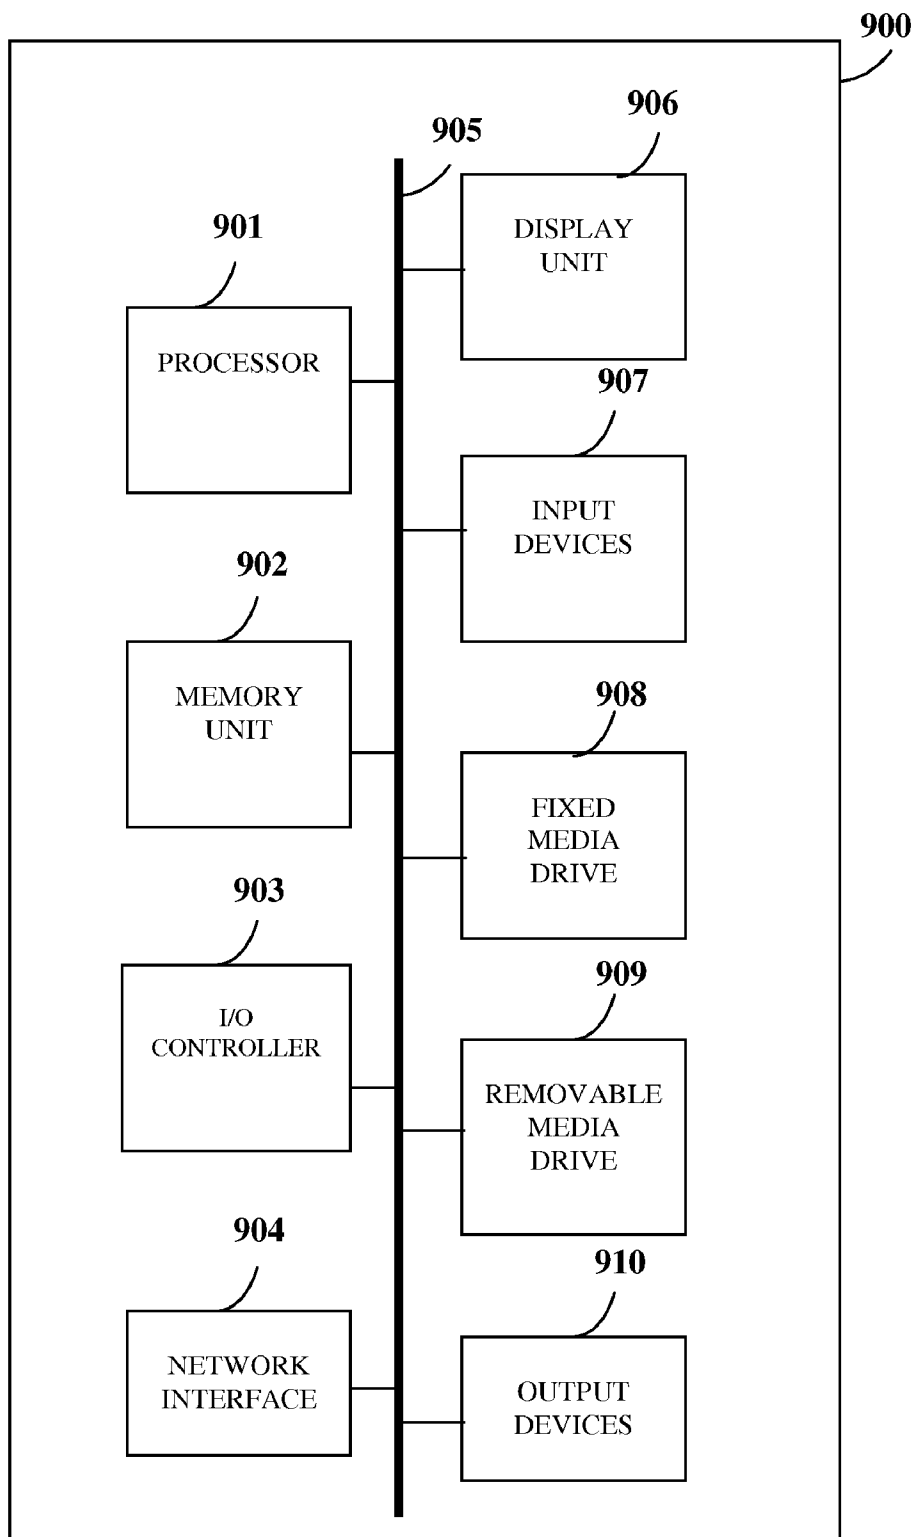 900
905
906
DISPLAY
UNIT
901
PROCESSOR
907
INPUT
DEVICES
902
MEMORY
UNIT
908
FIXED
MEDIA
DRIVE
903
I/O
CONTROLLER
909
REMOVABLE
MEDIA
DRIVE
904
NETWORK
INTERFACE
910
OUTPUT
DEVICES